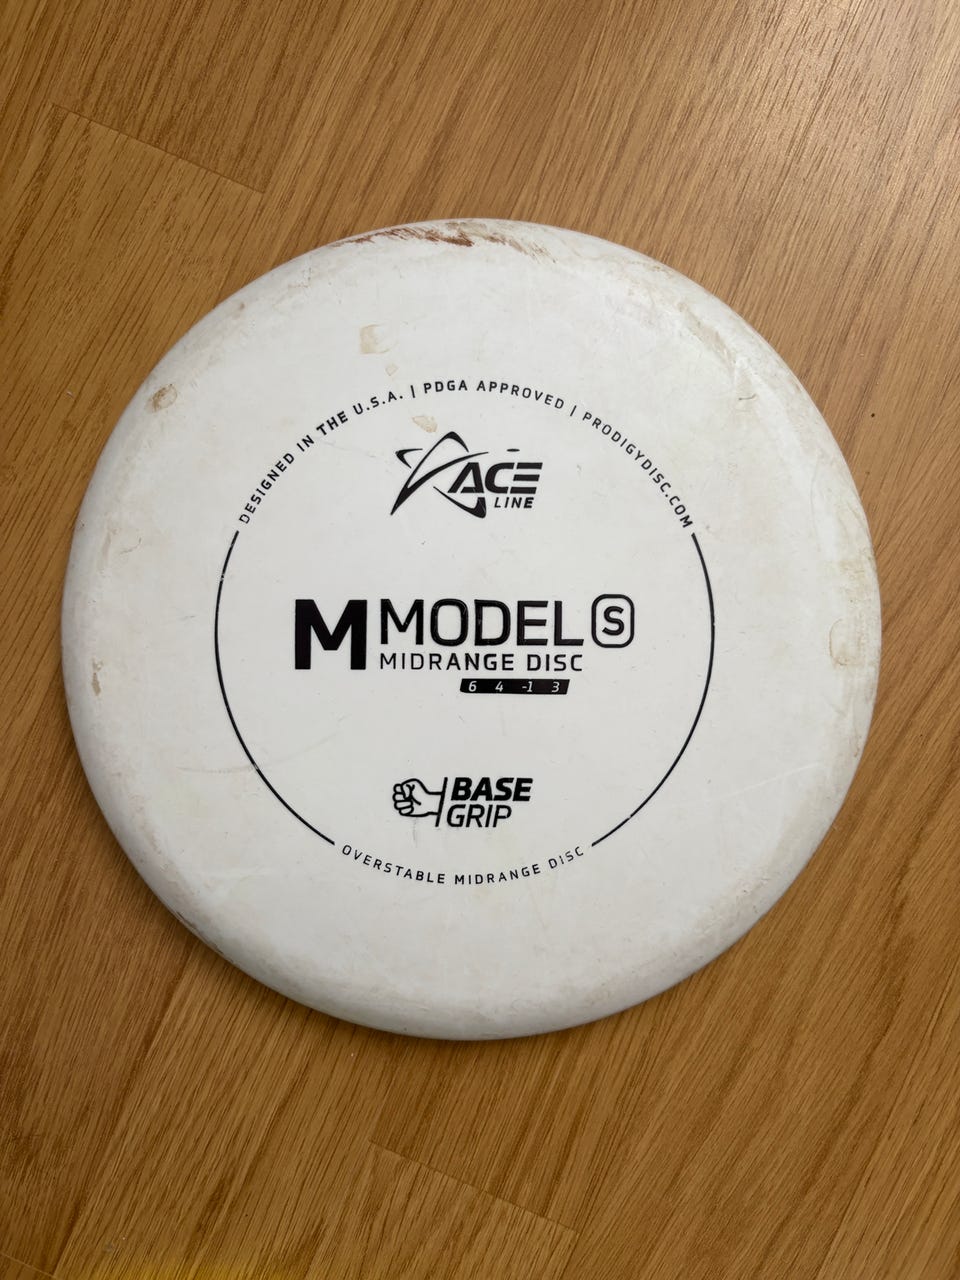 DESIGNED IN THE U.S.A. | PDGA APPROVED | PRODIGYDISC.COM
ACE
LINE
M MODEL S
MIDRANGE DISC
6 4 -1 3
BASE
GRIP
OVERSTABLE MIDRANGE DISC